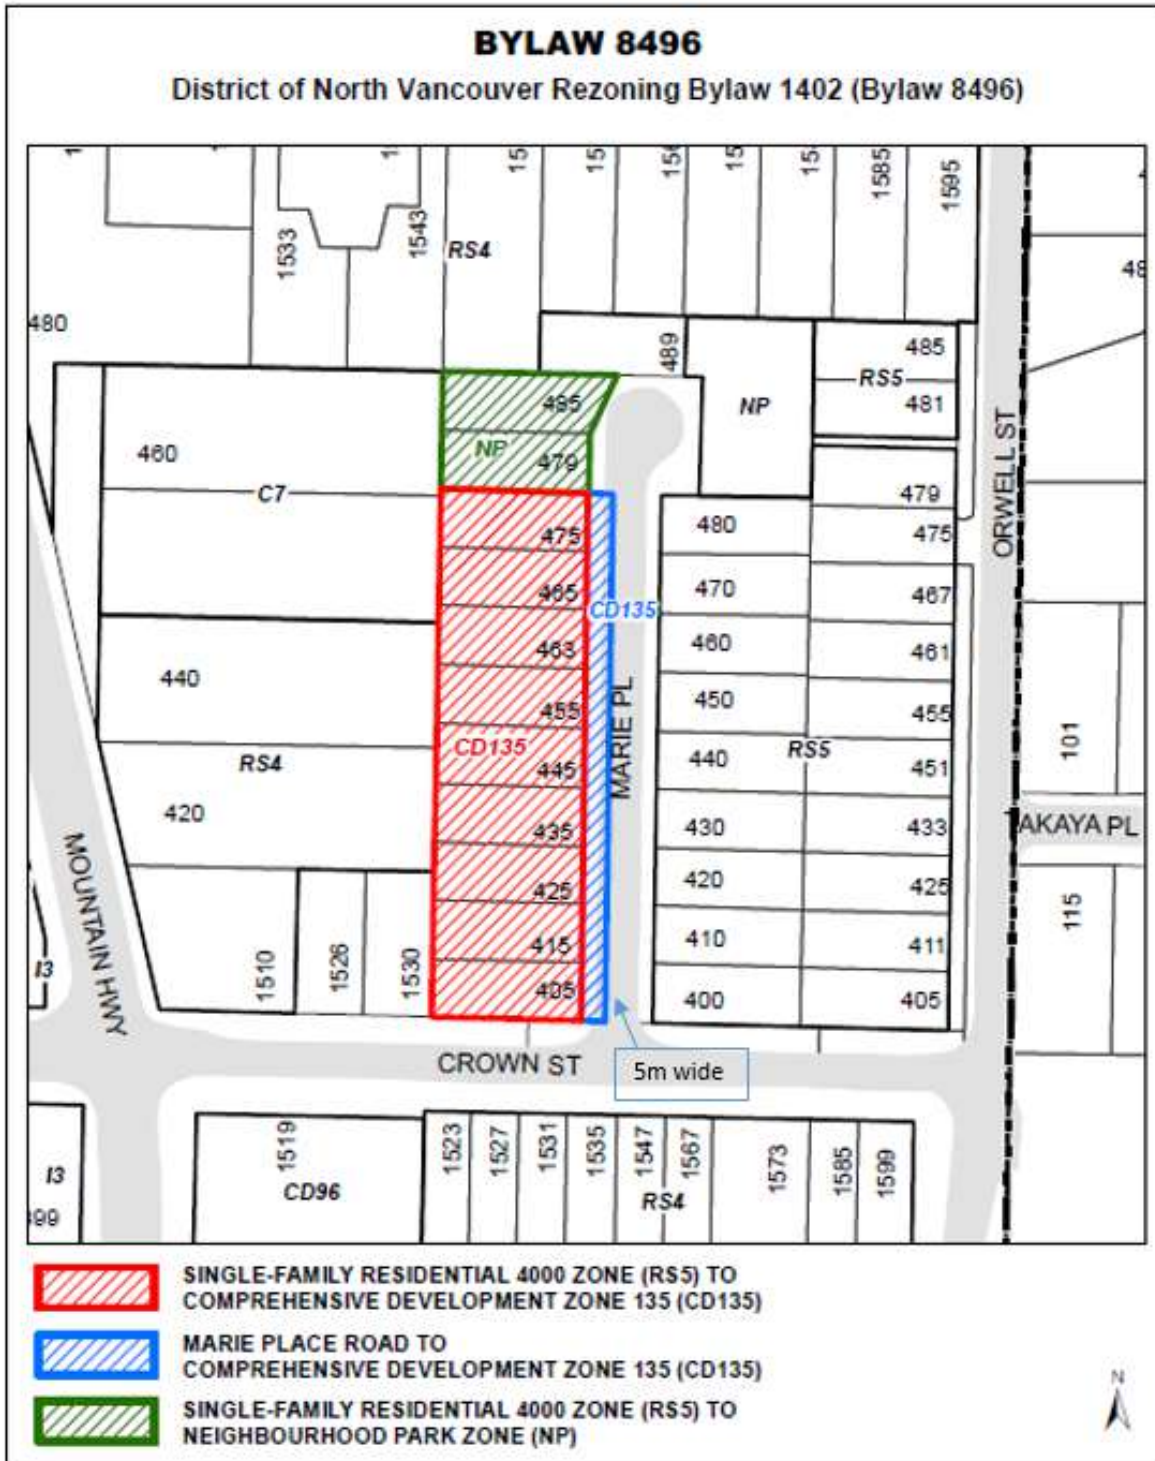 BYLAW 8496
District of North Vancouver Rezoning Bylaw 1402 (Bylaw 8496)
1585
1595
1533
1543
RS4
480
489
485
RS5
481
NP
485
NP
479
460
C7
479
475
480
475
465
CD135
470
467
463
460
461
440
455
MARIE PL
450
455
RS4
CD135
445
440
RS5
451
420
435
430
433
425
420
425
415
410
411
405
400
405
ORWELL ST
101
AKAYA PL
115
MOUNTAIN HWY
I3
1510
1526
1530
CROWN ST
5m wide
I3
1519
CD96
1523
1527
1531
1535
1547
1567
RS4
1573
1585
1599
SINGLE-FAMILY RESIDENTIAL 4000 ZONE (RS5) TO
COMPREHENSIVE DEVELOPMENT ZONE 135 (CD135)
MARIE PLACE ROAD TO
COMPREHENSIVE DEVELOPMENT ZONE 135 (CD135)
SINGLE-FAMILY RESIDENTIAL 4000 ZONE (RS5) TO
NEIGHBOURHOOD PARK ZONE (NP)
N